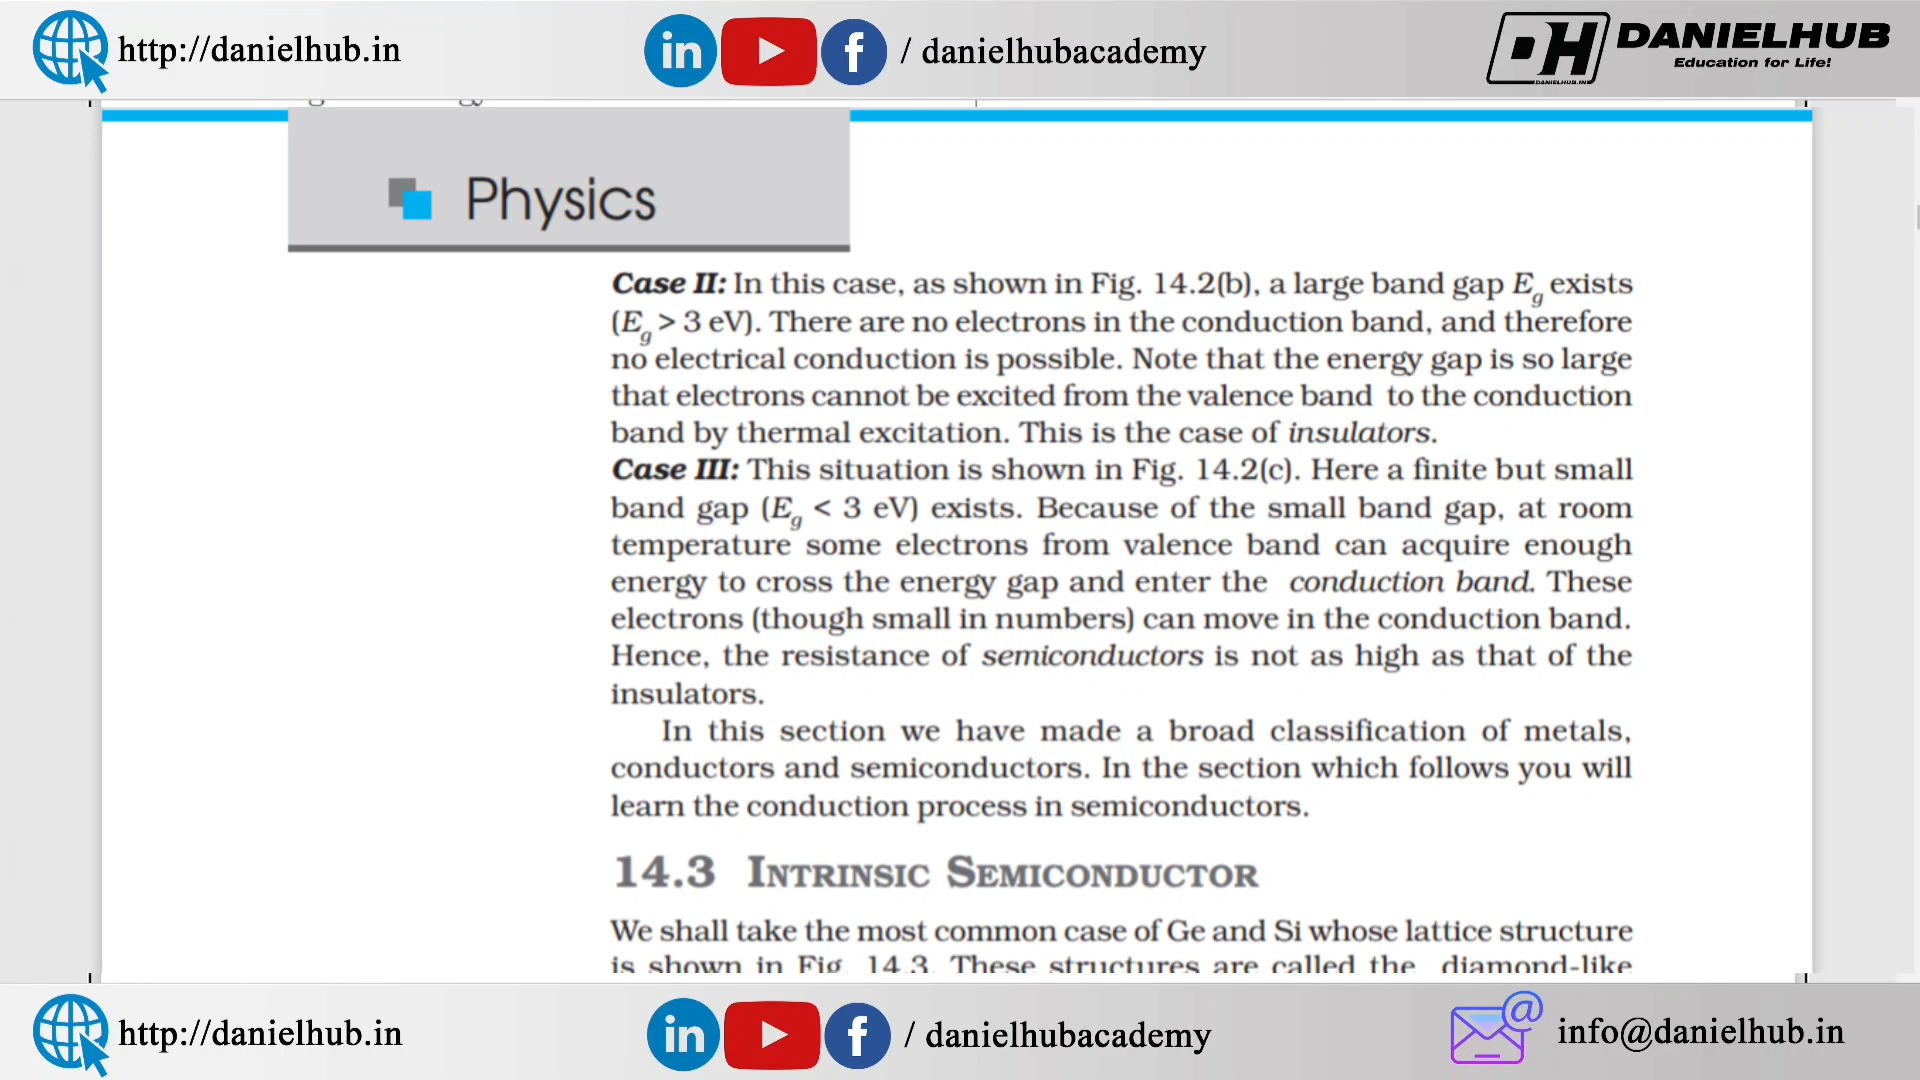 http://danielhub.in
in f / danielhubacademy
DH
DANIELHUB.IN
DANIELHUB
Education for Life!
Physics
Case II: In this case, as shown in Fig. 14.2(b), a large band gap Eg exists
(Eg > 3 eV). There are no electrons in the conduction band, and therefore
no electrical conduction is possible. Note that the energy gap is so large
that electrons cannot be excited from the valence band to the conduction
band by thermal excitation. This is the case of insulators.
Case III: This situation is shown in Fig. 14.2(c). Here a finite but small
band gap (Eg < 3 eV) exists. Because of the small band gap, at room
temperature some electrons from valence band can acquire enough
energy to cross the energy gap and enter the conduction band. These
electrons (though small in numbers) can move in the conduction band.
Hence, the resistance of semiconductors is not as high as that of the
insulators.
In this section we have made a broad classification of metals,
conductors and semiconductors. In the section which follows you will
learn the conduction process in semiconductors.
14.3 INTRINSIC SEMICONDUCTOR
We shall take the most common case of Ge and Si whose lattice structure
is shown in Fig. 14.3. These structures are called the diamond-like
http://danielhub.in
in f / danielhubacademy
@ info@danielhub.in